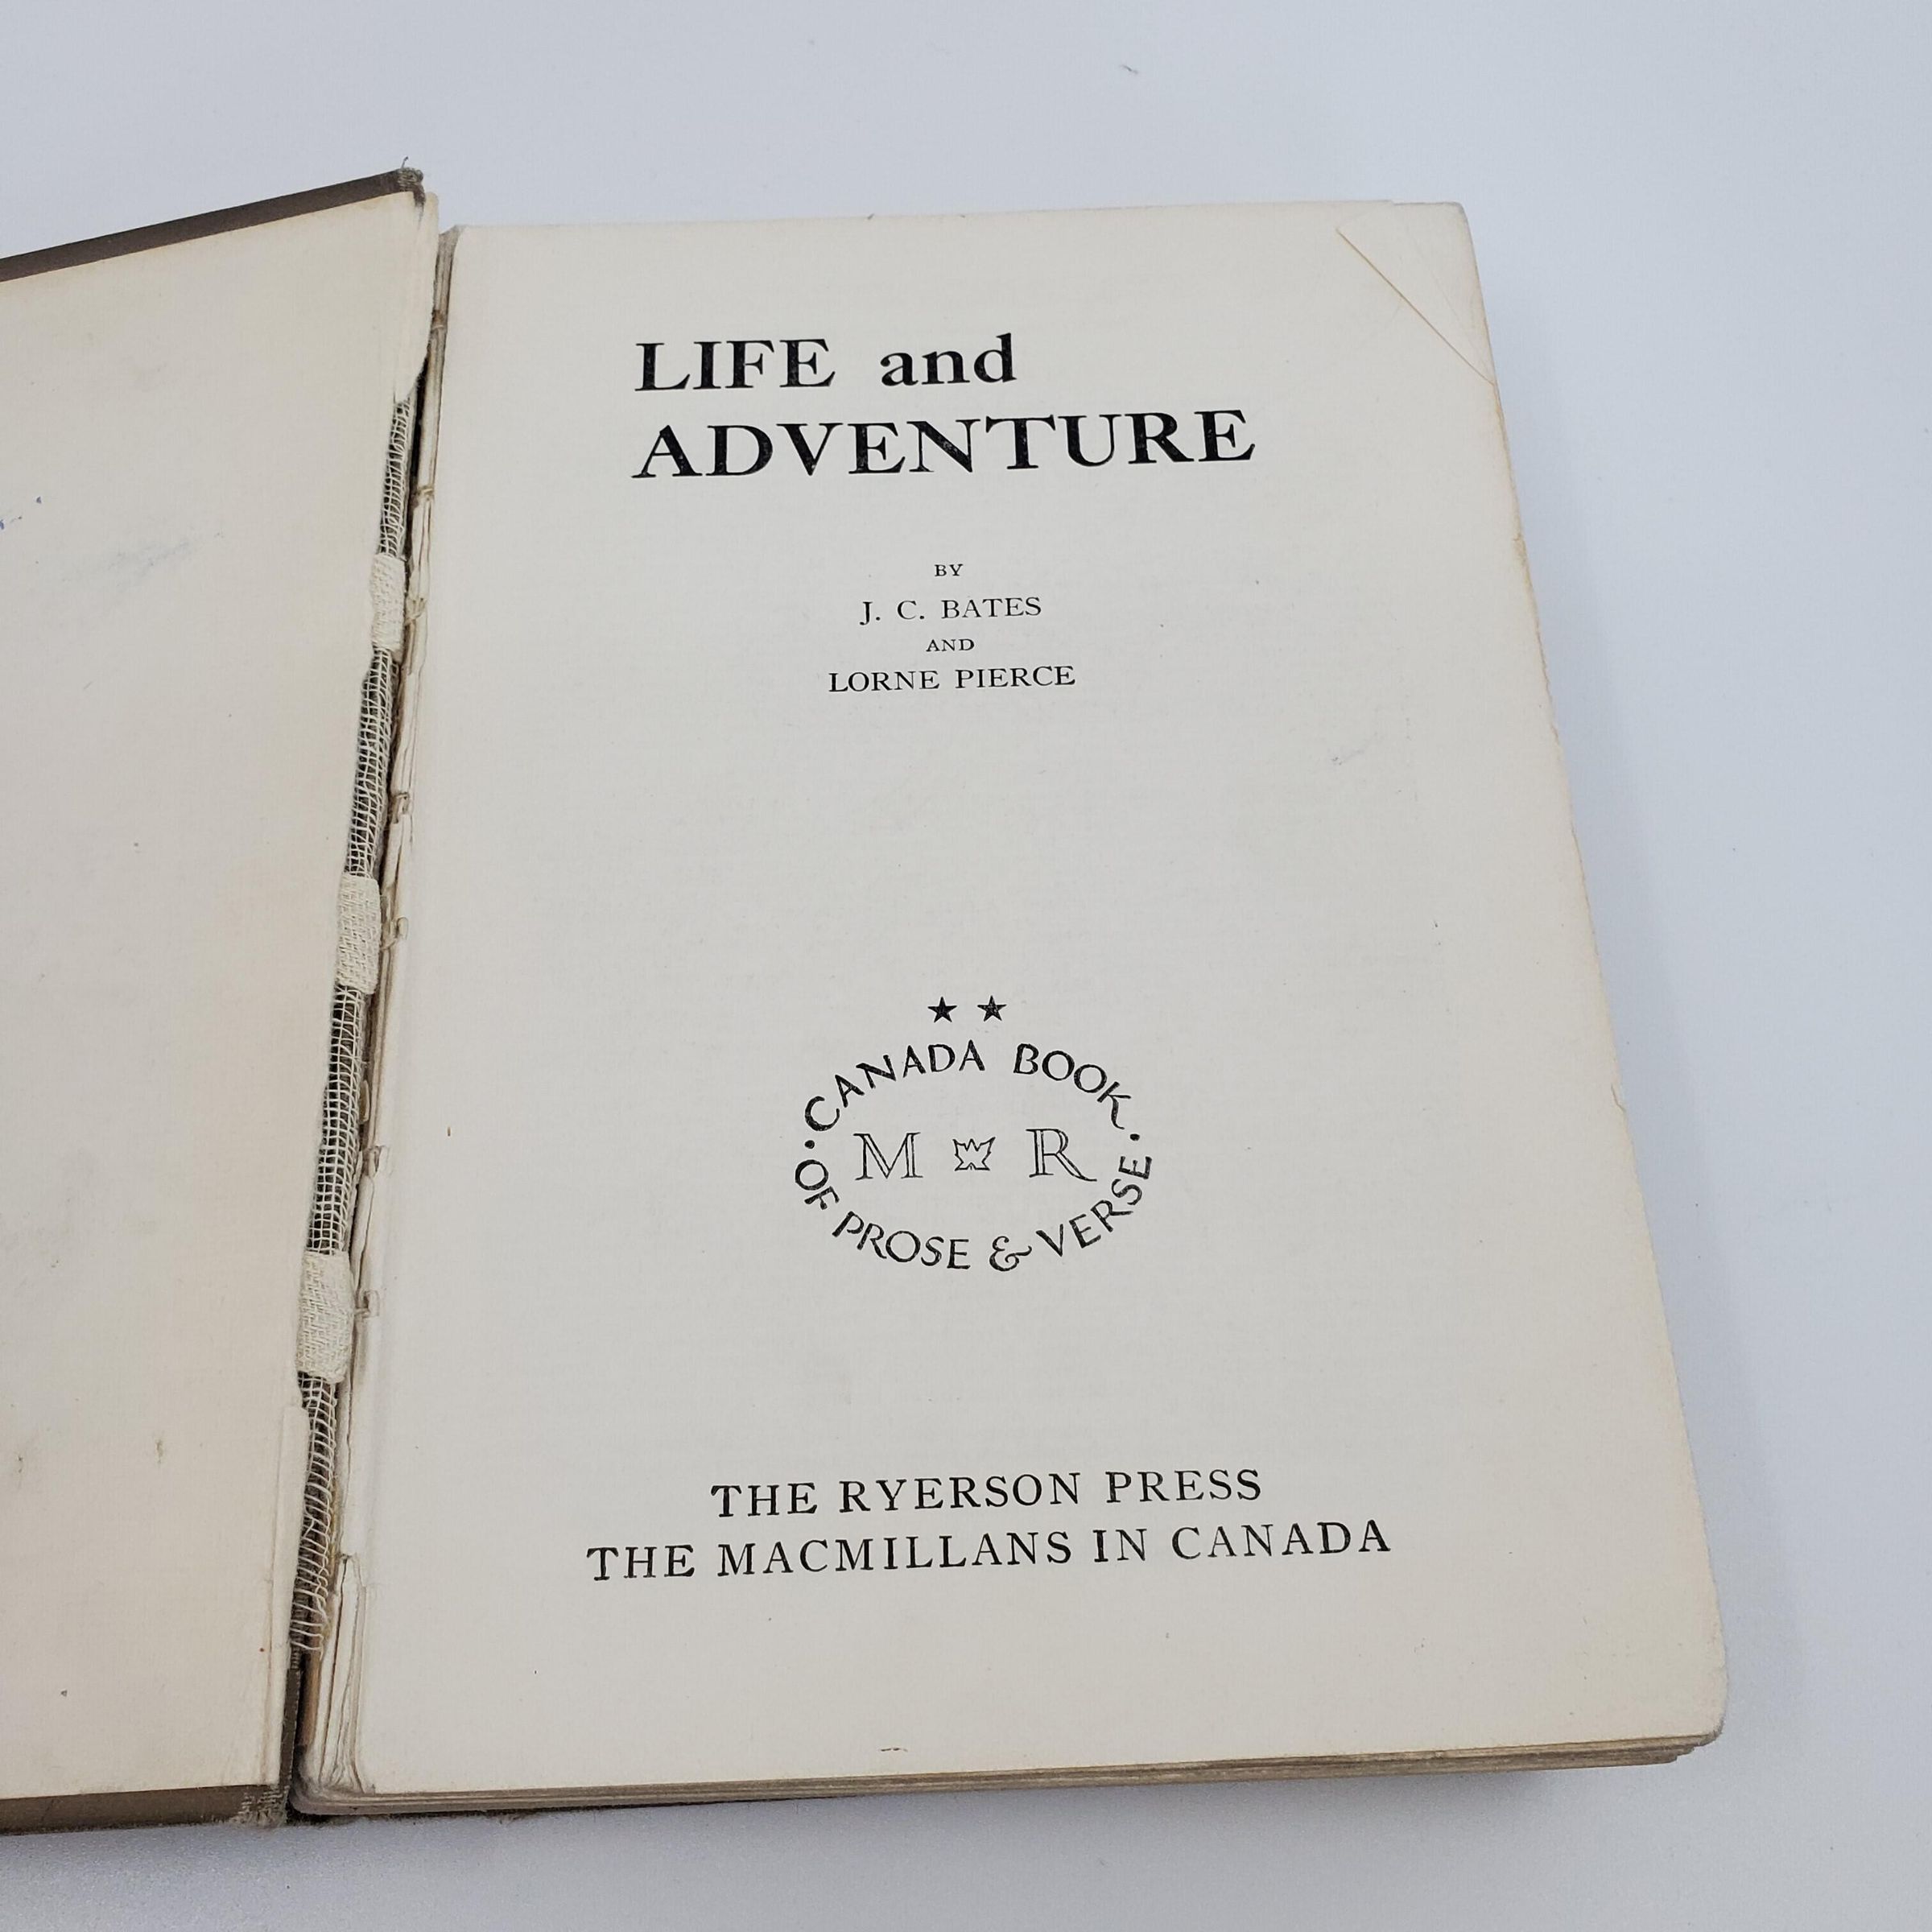 LIFE and
ADVENTURE
BY
J. C. BATES
AND
LORNE PIERCE
★ ★
• CANADA BOOK •
M R
OF PROSE & VERSE
THE RYERSON PRESS
THE MACMILLANS IN CANADA